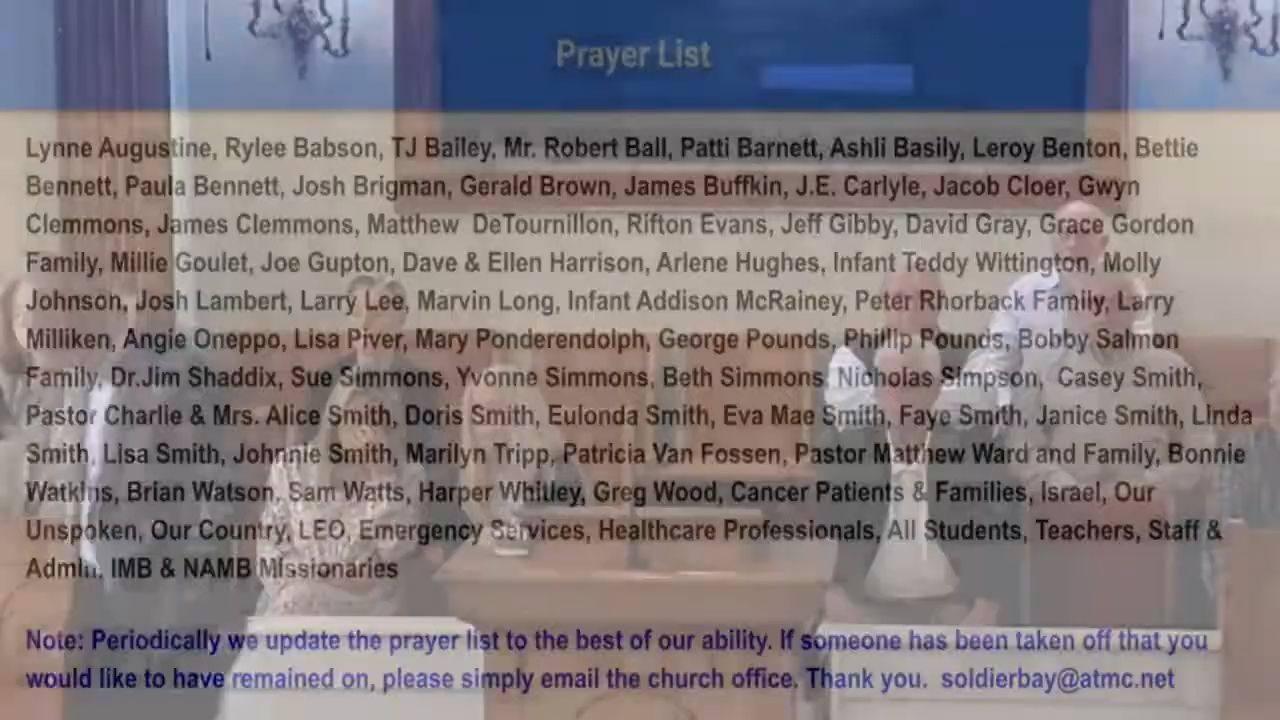 Prayer List
Lynne Augustine, Rylee Babson, TJ Bailey, Mr. Robert Ball, Patti Barnett, Ashli Basily, Leroy Benton, Bettie
Bennett, Paula Bennett, Josh Brigman, Gerald Brown, James Buffkin, J.E. Carlyle, Jacob Cloer, Gwyn
Clemmons, James Clemmons, Matthew  DeTournillon, Rifton Evans, Jeff Gibby, David Gray, Grace Gordon
Family, Millie Goulet, Joe Gupton, Dave & Ellen Harrison, Arlene Hughes, Infant Teddy Wittington, Molly
Johnson, Josh Lambert, Larry Lee, Marvin Long, Infant Addison McRainey, Peter Rhorback Family, Larry
Milliken, Angie Oneppo, Lisa Piver, Mary Ponderendolph, George Pounds, Phillip Pounds, Bobby Salmon
Family, Dr.Jim Shaddix, Sue Simmons, Yvonne Simmons, Beth Simmons, Nicholas Simpson,  Casey Smith,
Pastor Charlie & Mrs. Alice Smith, Doris Smith, Eulonda Smith, Eva Mae Smith, Faye Smith, Janice Smith, Linda
Smith, Lisa Smith, Johnnie Smith, Marilyn Tripp, Patricia Van Fossen, Pastor Matthew Ward and Family, Bonnie
Watkins, Brian Watson, Sam Watts, Harper Whitley, Greg Wood, Cancer Patients & Families, Israel, Our
Unspoken, Our Country, LEO, Emergency Services, Healthcare Professionals, All Students, Teachers, Staff &
Admin, IMB & NAMB Missionaries
Note: Periodically we update the prayer list to the best of our ability. If someone has been taken off that you
would like to have remained on, please simply email the church office. Thank you.  soldierbay@atmc.net